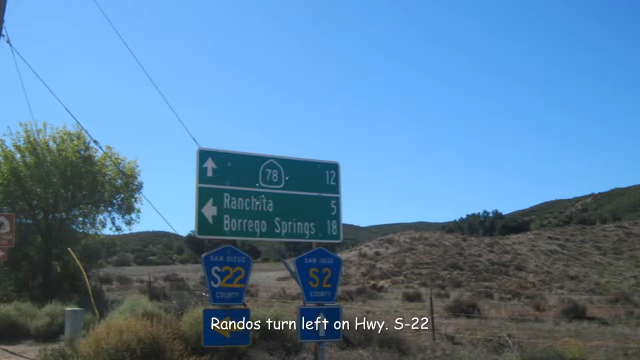 78 12
Ranchita 5
Borrego Springs 18
SAN DIEGO
S22
COUNTY
SAN DIEGO
S2
COUNTY
Randos turn left on Hwy. S-22